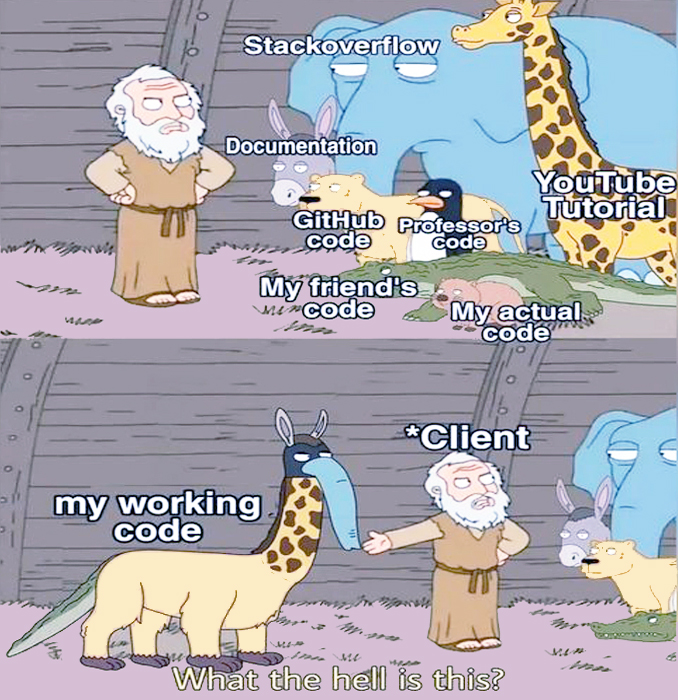 Stackoverflow
Documentation
YouTube
Tutorial
GitHub
code
Professor's
code
My friend's
code
My actual
code
*Client
my working
code
What the hell is this?